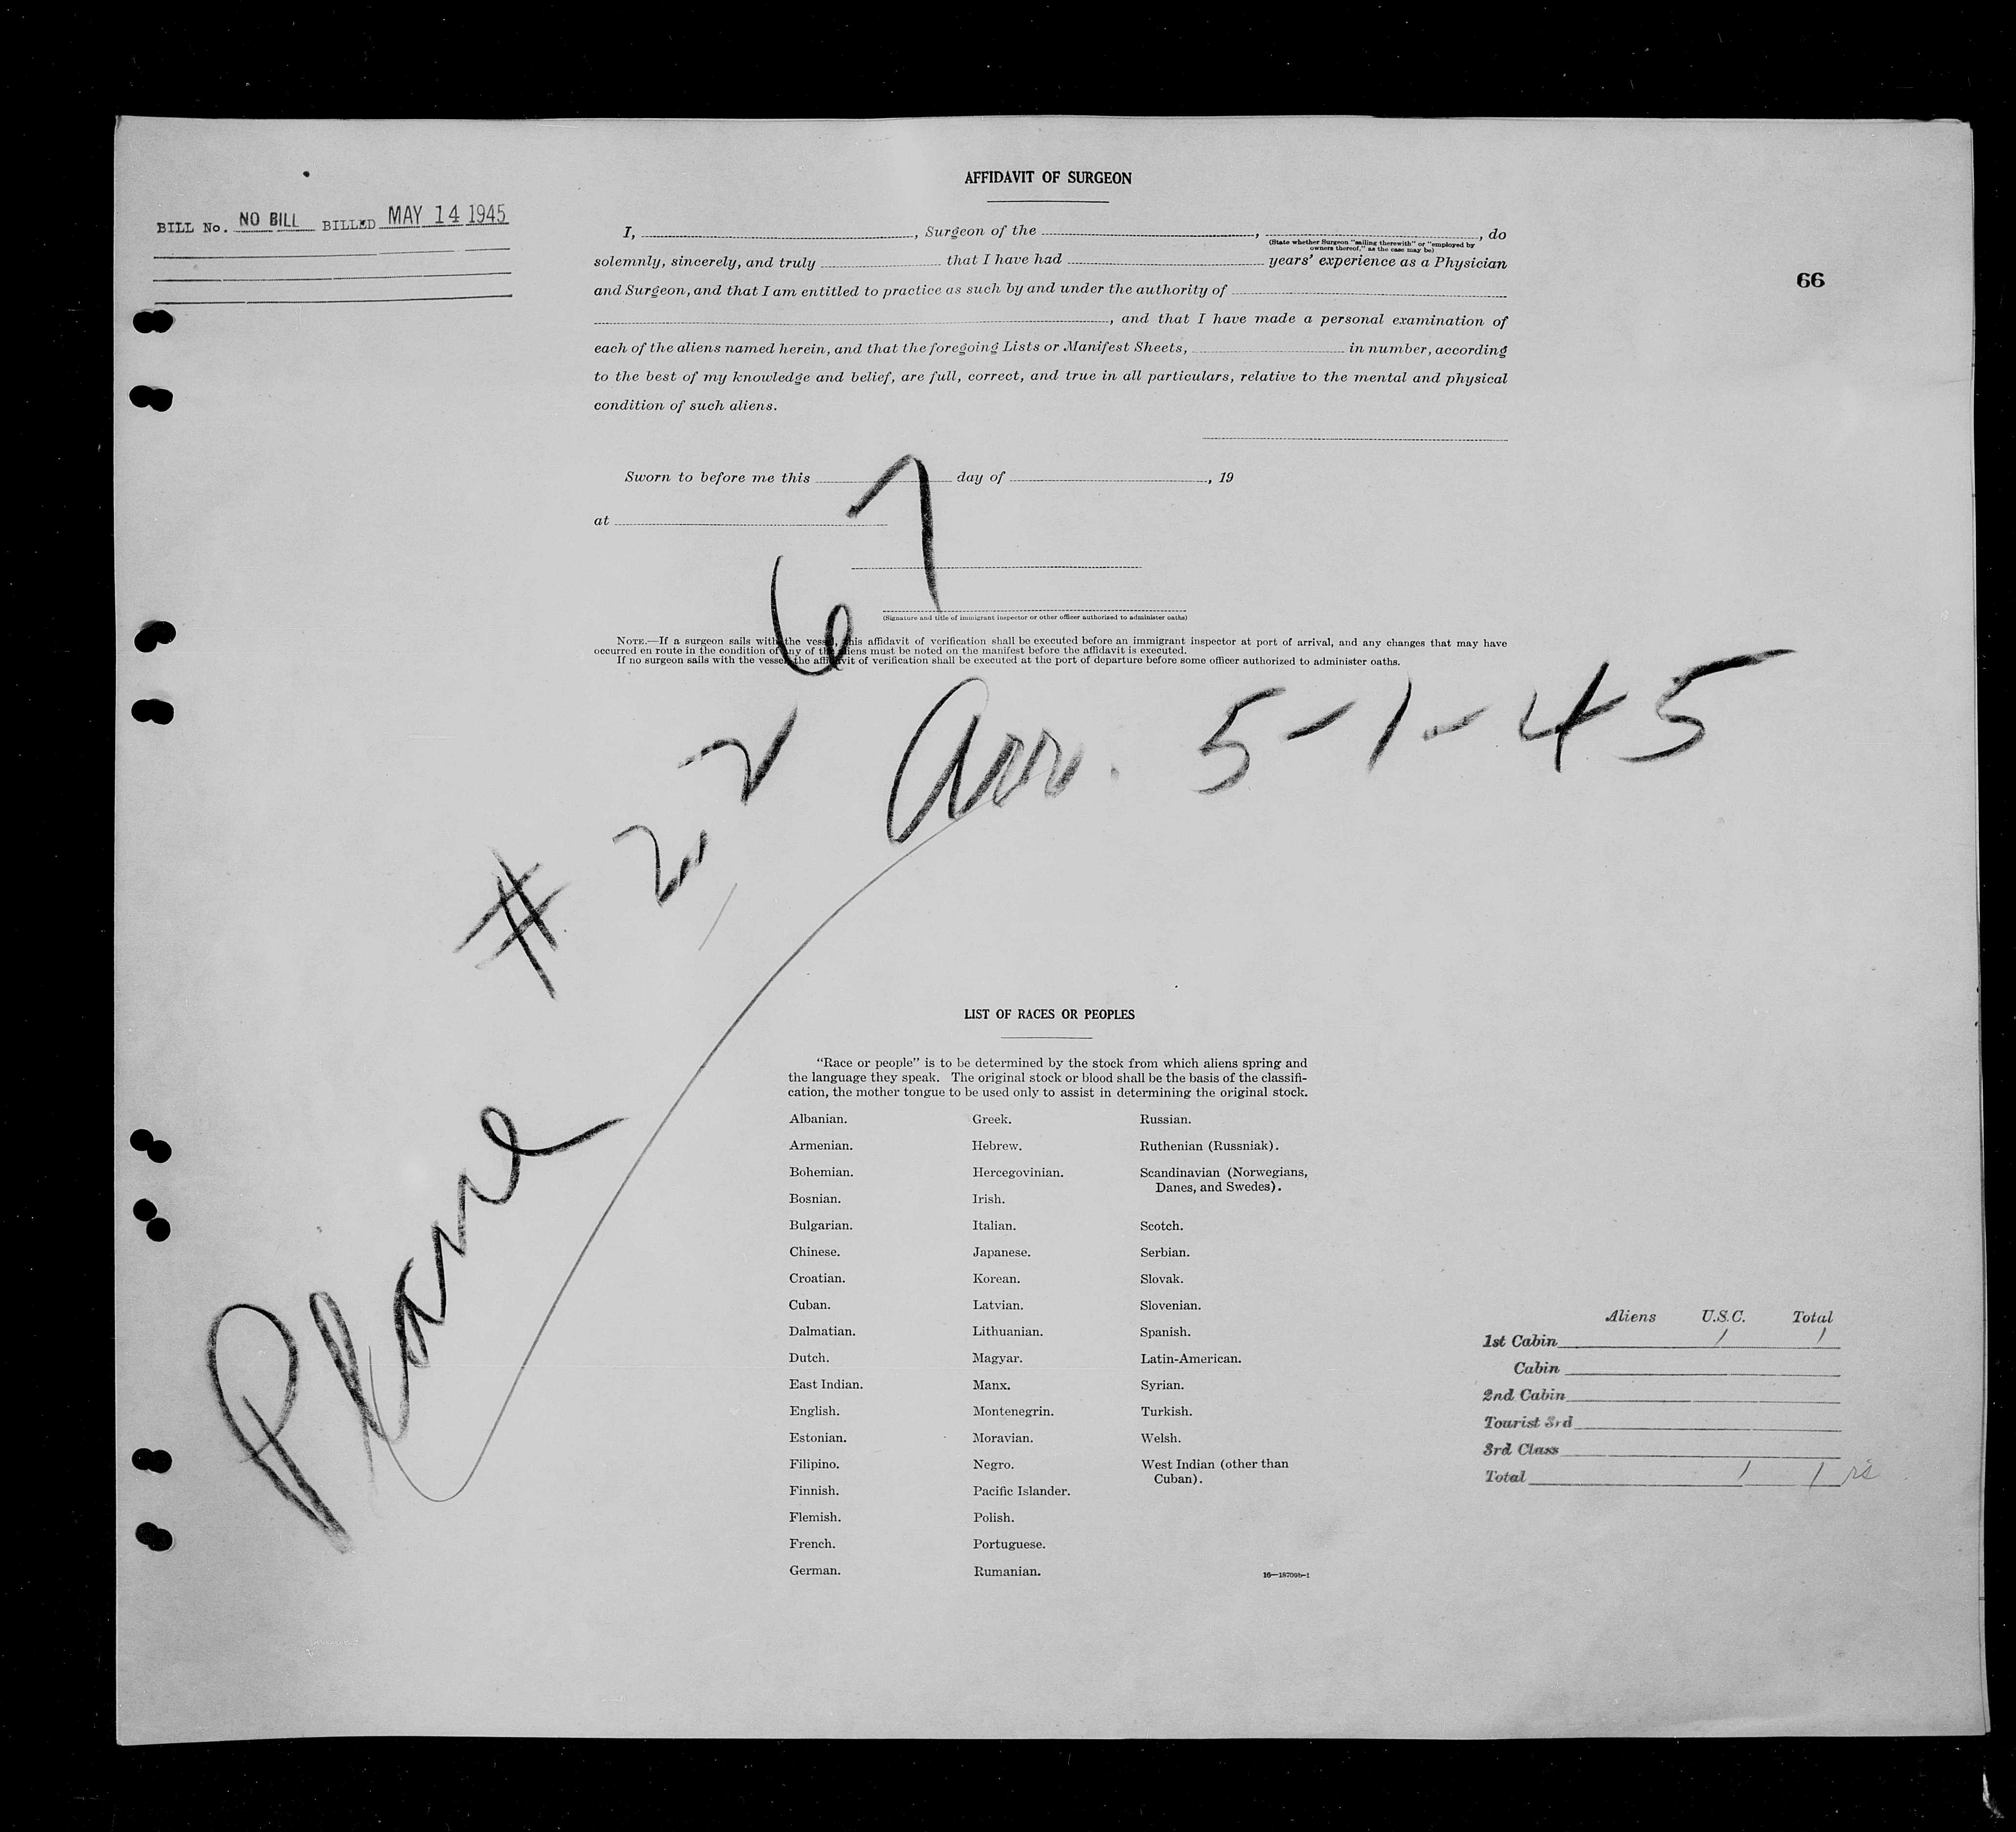 AFFIDAVIT OF SURGEON
BILL No. NO BILL BILLED MAY 14 1945
I, , Surgeon of the , , do
(State whether Surgeon "sailing therewith" or "employed by
owners thereof," as the case may be)
solemnly, sincerely, and truly that I have had years' experience as a Physician
66
and Surgeon, and that I am entitled to practice as such by and under the authority of
, and that I have made a personal examination of
each of the aliens named herein, and that the foregoing Lists or Manifest Sheets, in number, according
to the best of my knowledge and belief, are full, correct, and true in all particulars, relative to the mental and physical
condition of such aliens.
Sworn to before me this day of , 19
at
(Signature and title of immigrant inspector or other officer authorized to administer oaths)
NOTE.—If a surgeon sails with the vessel, this affidavit of verification shall be executed before an immigrant inspector at port of arrival, and any changes that may have
occurred en route in the condition of any of the aliens must be noted on the manifest before the affidavit is executed.
If no surgeon sails with the vessel, the affidavit of verification shall be executed at the port of departure before some officer authorized to administer oaths.
Plane # 2267
Arr. 5-1-45
LIST OF RACES OR PEOPLES
"Race or people" is to be determined by the stock from which aliens spring and
the language they speak. The original stock or blood shall be the basis of the classifi-
cation, the mother tongue to be used only to assist in determining the original stock.
Albanian.
Armenian.
Bohemian.
Bosnian.
Bulgarian.
Chinese.
Croatian.
Cuban.
Dalmatian.
Dutch.
East Indian.
English.
Estonian.
Filipino.
Finnish.
Flemish.
French.
German.
Greek.
Hebrew.
Hercegovinian.
Irish.
Italian.
Japanese.
Korean.
Latvian.
Lithuanian.
Magyar.
Manx.
Montenegrin.
Moravian.
Negro.
Pacific Islander.
Polish.
Portuguese.
Rumanian.
Russian.
Ruthenian (Russniak).
Scandinavian (Norwegians,
Danes, and Swedes).
Scotch.
Serbian.
Slovak.
Slovenian.
Spanish.
Latin-American.
Syrian.
Turkish.
Welsh.
West Indian (other than
Cuban).
16—18700b-1
Aliens U.S.C. Total
1st Cabin 1 1
Cabin
2nd Cabin
Tourist 3rd
3rd Class
Total 1 1